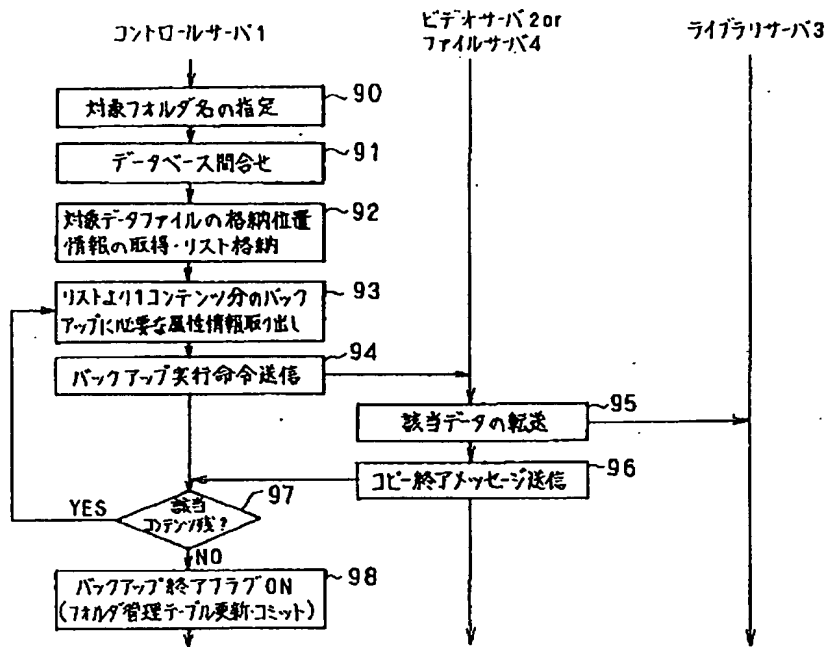 コントロールサーバ1
ビデオサーバ2or
ファイルサーバ4
ライブラリサーバ3
対象フォルダ名の指定
90
データベース問合せ
91
対象データファイルの格納位置
情報の取得・リスト格納
92
リストより1コンテンツ分のバック
アップに必要な属性情報取り出し
93
バックアップ実行命令送信
94
該当データの転送
95
コピー終了メッセージ送信
96
該当
コンテンツ残?
97
YES
NO
バックアップ終了フラグON
(フォルダ管理テーブル更新・コミット)
98